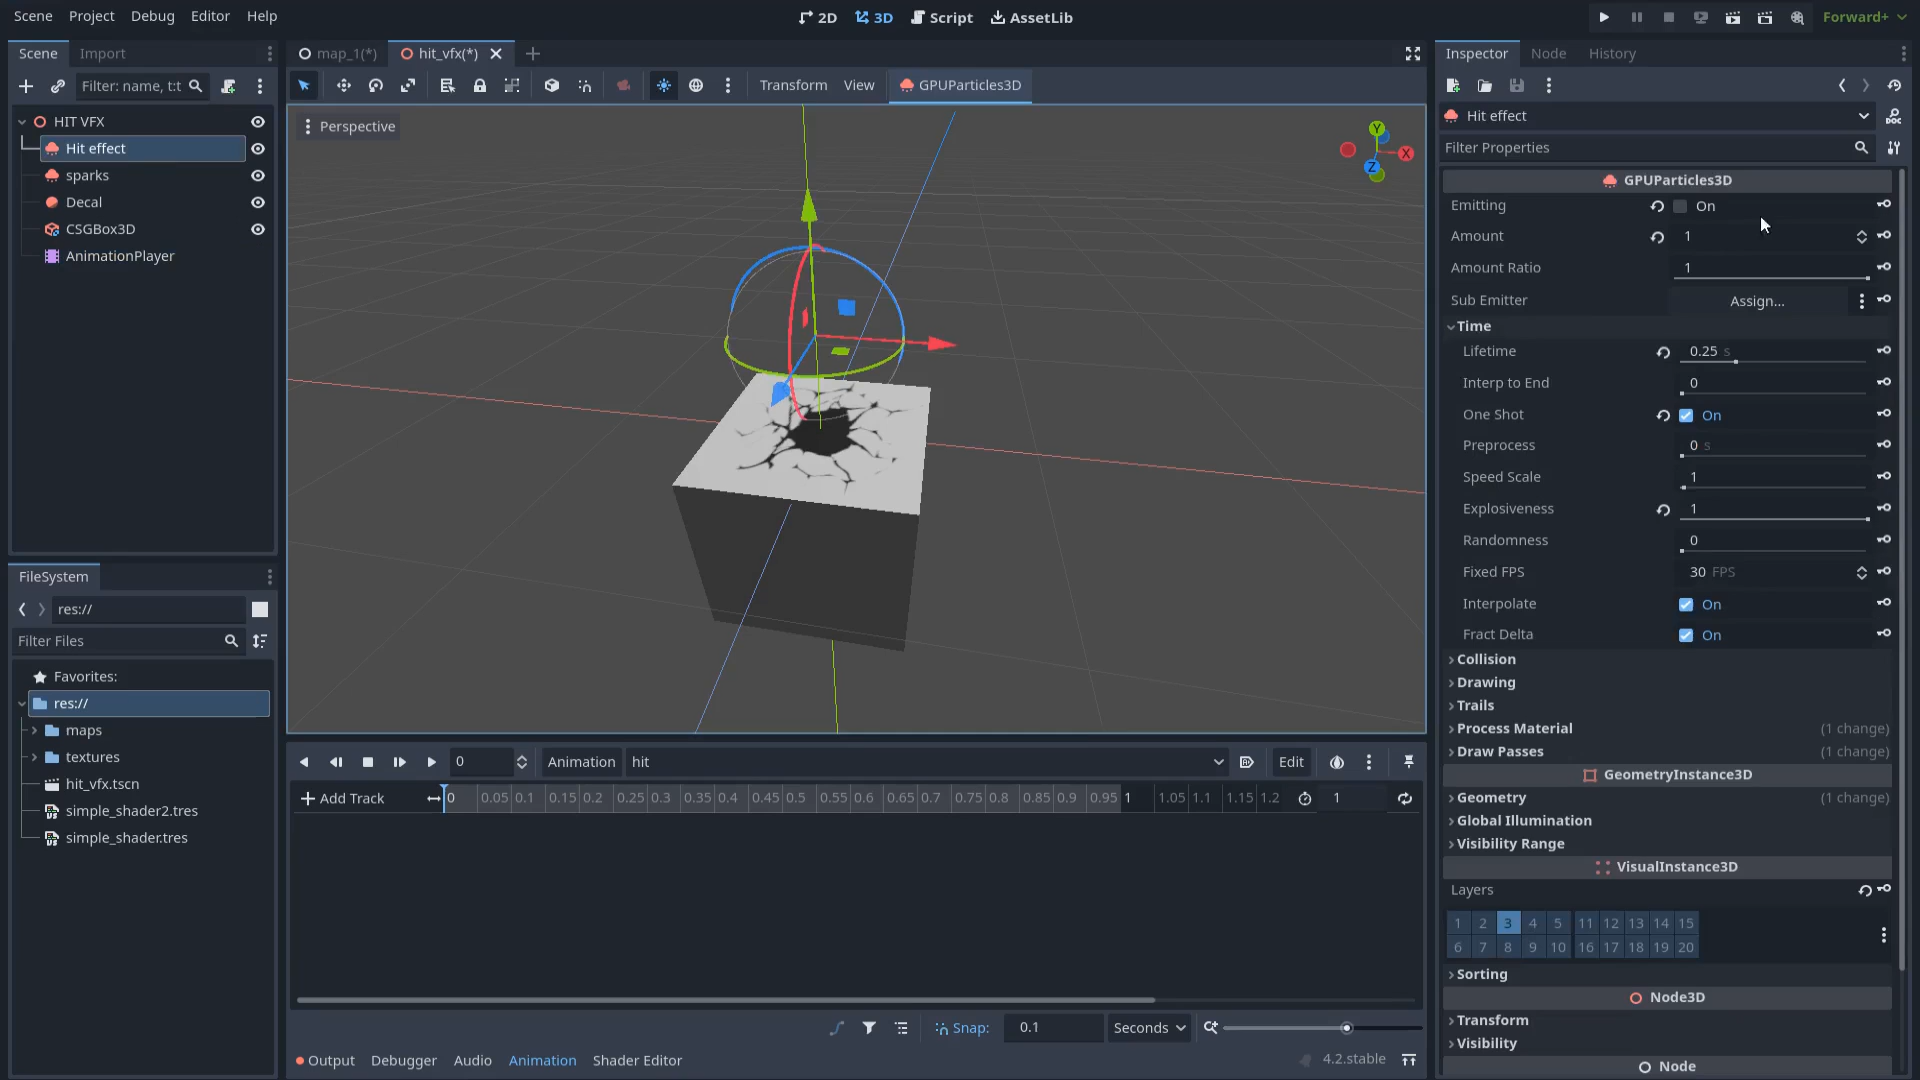 Scene Project Debug Editor Help
2D 3D Script AssetLib
Forward+
Scene Import
map_1(*) hit_vfx(*)
Inspector Node History
Filter: name, t:t
Transform View GPUParticles3D
HIT VFX
Hit effect
sparks
Decal
CSGBox3D
AnimationPlayer
Perspective
Y
X
Z
Hit effect
Filter Properties
GPUParticles3D
Emitting On
Amount 1
Amount Ratio 1
Sub Emitter Assign...
Time
Lifetime 0.25 s
Interp to End 0
One Shot On
Preprocess 0 s
Speed Scale 1
Explosiveness 1
Randomness 0
Fixed FPS 30 FPS
Interpolate On
Fract Delta On
Collision
Drawing
Trails
Process Material (1 change)
Draw Passes (1 change)
GeometryInstance3D
Geometry (1 change)
Global Illumination
Visibility Range
VisualInstance3D
Layers
1 2 3 4 5 11 12 13 14 15
6 7 8 9 10 16 17 18 19 20
Sorting
Node3D
Transform
Visibility
Node
FileSystem
res://
Filter Files
Favorites:
res://
maps
textures
hit_vfx.tscn
simple_shader2.tres
simple_shader.tres
0 Animation hit Edit
Add Track 0 0.05 0.1 0.15 0.2 0.25 0.3 0.35 0.4 0.45 0.5 0.55 0.6 0.65 0.7 0.75 0.8 0.85 0.9 0.95 1 1.05 1.1 1.15 1.2 1
Snap: 0.1 Seconds
Output Debugger Audio Animation Shader Editor 4.2.stable